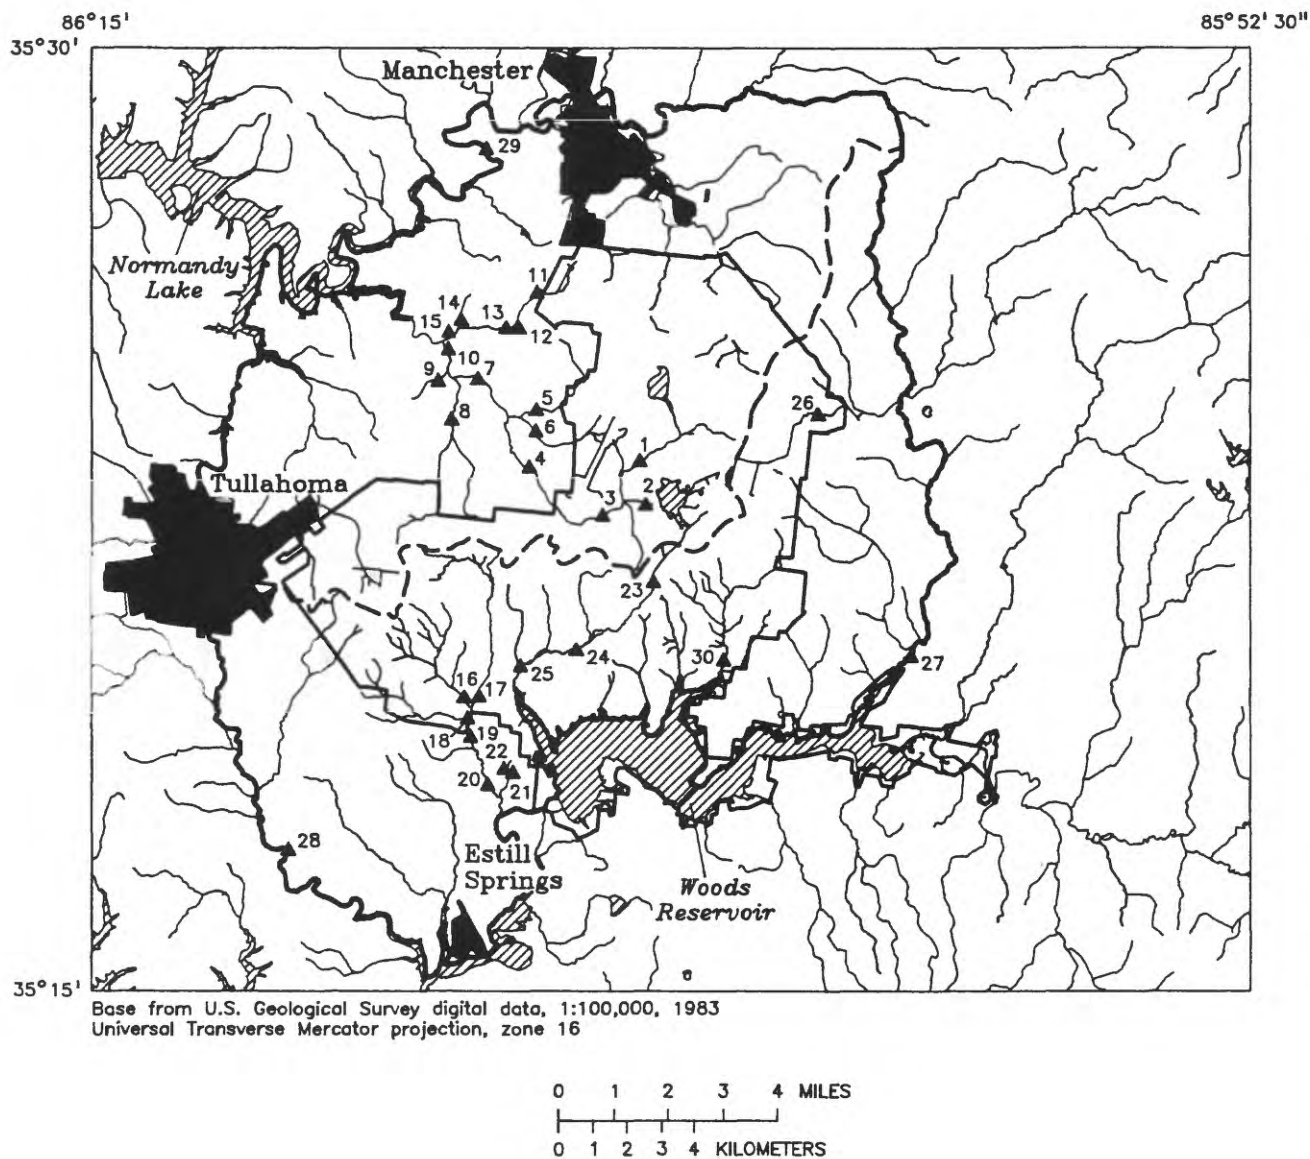 86°15'
85°52'30"
35°30'
Manchester
29
Normandy
Lake
11
14
13
12
15
10
9
7
8
5
6
26
4
1
Tullahoma
2
3
23
24
30
27
25
16
17
18
19
22
20
21
28
Estill
Springs
Woods
Reservoir
35°15'
Base from U.S. Geological Survey digital data, 1:100,000, 1983
Universal Transverse Mercator projection, zone 16
0 1 2 3 4 MILES
0 1 2 3 4 KILOMETERS